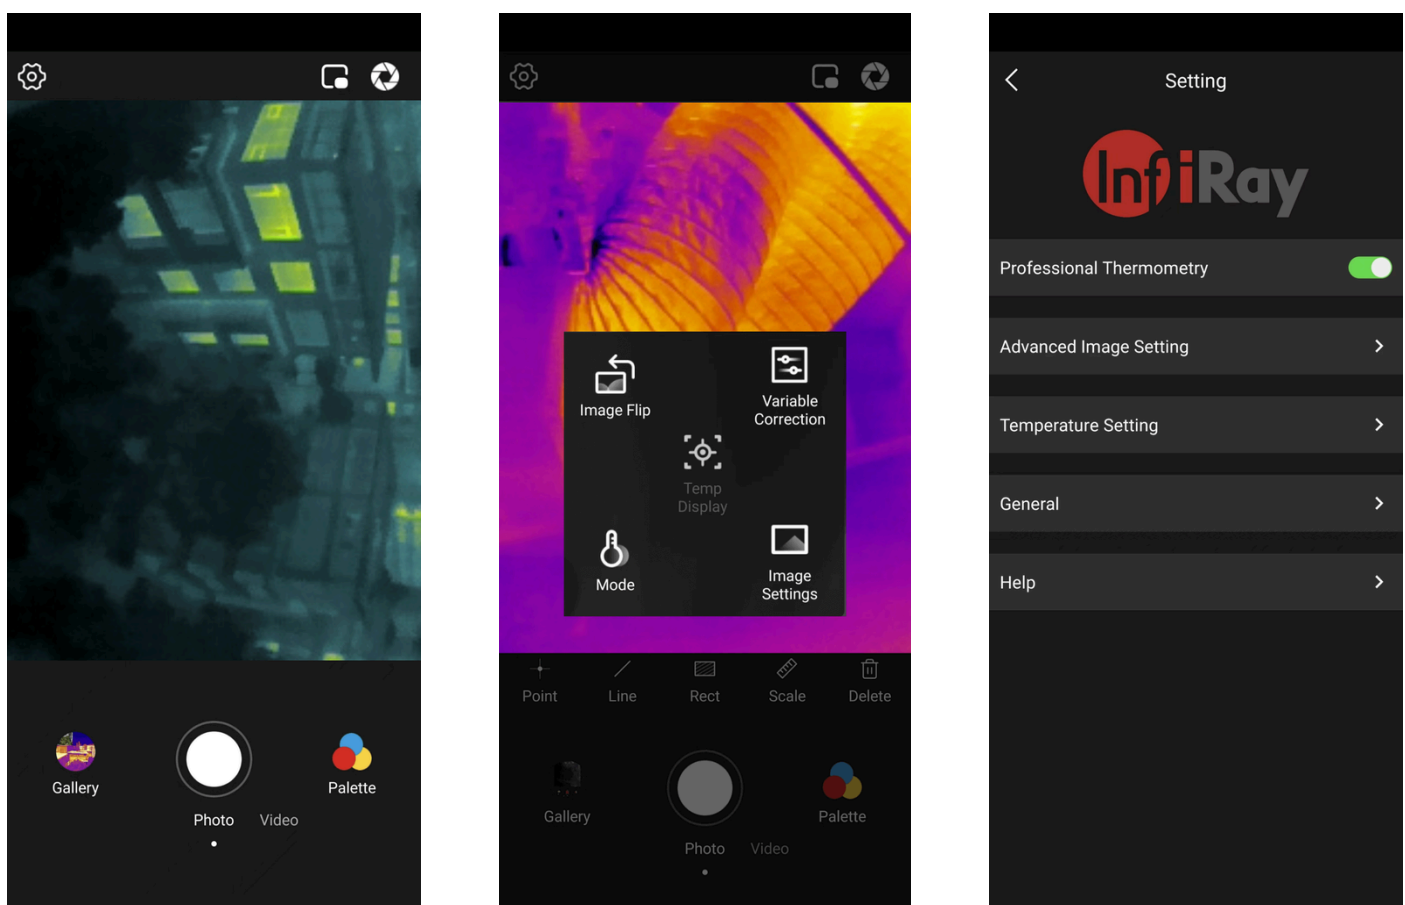 Gallery
Palette
Photo
Video
Image Flip
Variable
Correction
Temp
Display
Mode
Image
Settings
Point
Line
Rect
Scale
Delete
Gallery
Palette
Photo
Video
Setting
InfiRay
Professional Thermometry
Advanced Image Setting
Temperature Setting
General
Help